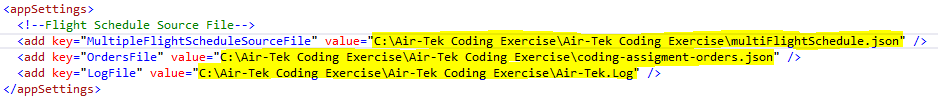 <appSettings>
<!--Flight Schedule Source File-->
<add key="MultipleFlightScheduleSourceFile" value="C:\Air-Tek Coding Exercise\Air-Tek Coding Exercise\multiFlightSchedule.json" />
<add key="OrdersFile" value="C:\Air-Tek Coding Exercise\Air-Tek Coding Exercise\coding-assigment-orders.json" />
<add key="LogFile" value="C:\Air-Tek Coding Exercise\Air-Tek Coding Exercise\Air-Tek.Log" />
</appSettings>